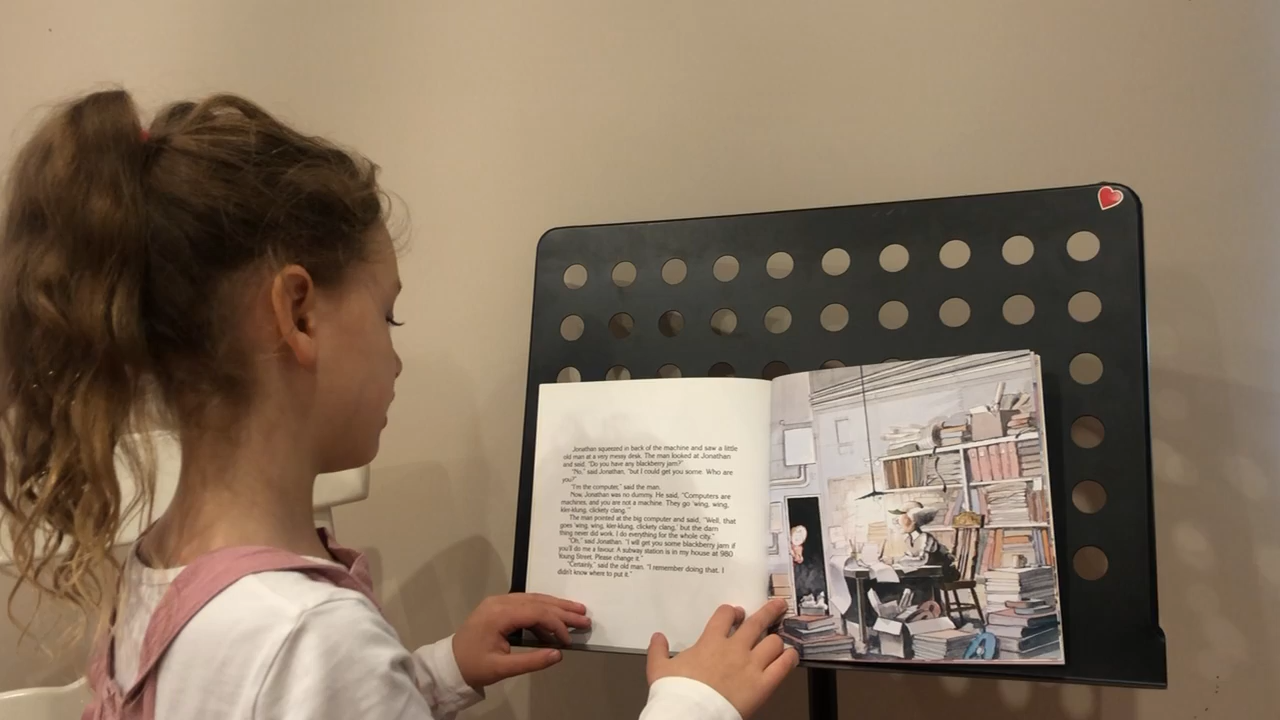 Jonathan squeezed in back of the machine and saw a little
old man at a very messy desk. The man looked at Jonathan
and said, "Do you have any blackberry jam?"
"No," said Jonathan, "but I could get you some. Who are
you?"
"I'm the computer," said the man.
Now, Jonathan was no dummy. He said, "Computers are
machines, and you are not a machine. They go 'wing, wing,
kler-klung, clickety clang.'"
The man pointed at the big computer and said, "Well, that
goes 'wing, wing, kler-klung, clickety clang,' but the darn
thing never did work. I do everything for the whole city."
"Oh," said Jonathan. "I will get you some blackberry jam if
you'll do me a favour. A subway station is in my house at 980
Young Street. Please change it."
"Certainly," said the old man. "I remember doing that. I
didn't know where to put it."